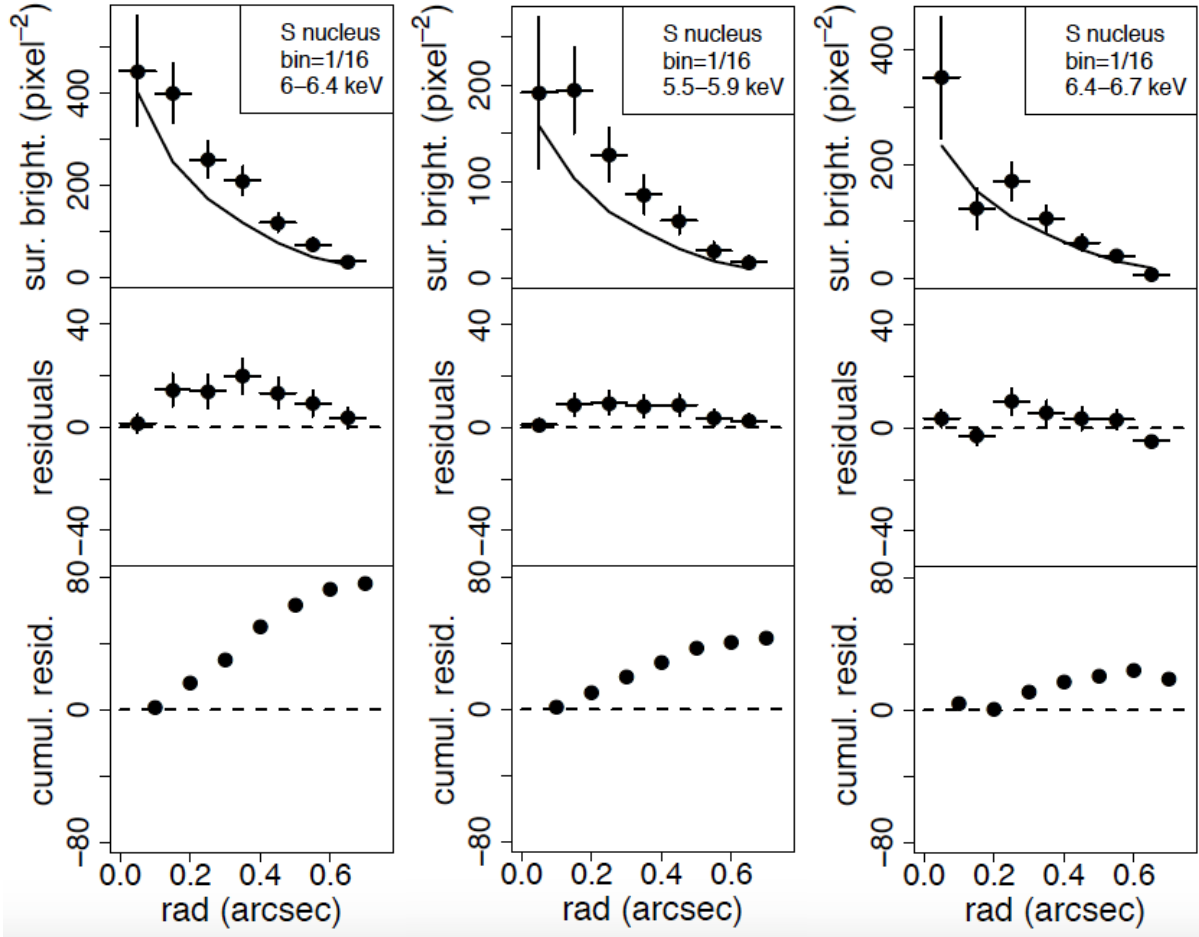 sur. bright. (pixel⁻²)
400
200
0
S nucleus
bin=1/16
6–6.4 keV
residuals
40
0
−40
cumul. resid.
80
0
−80
0.0 0.2 0.4 0.6
rad (arcsec)
sur. bright. (pixel⁻²)
200
100
0
S nucleus
bin=1/16
5.5–5.9 keV
residuals
40
0
−40
cumul. resid.
80
0
−80
0.0 0.2 0.4 0.6
rad (arcsec)
sur. bright. (pixel⁻²)
400
200
0
S nucleus
bin=1/16
6.4–6.7 keV
residuals
40
0
−40
cumul. resid.
80
0
−80
0.0 0.2 0.4 0.6
rad (arcsec)